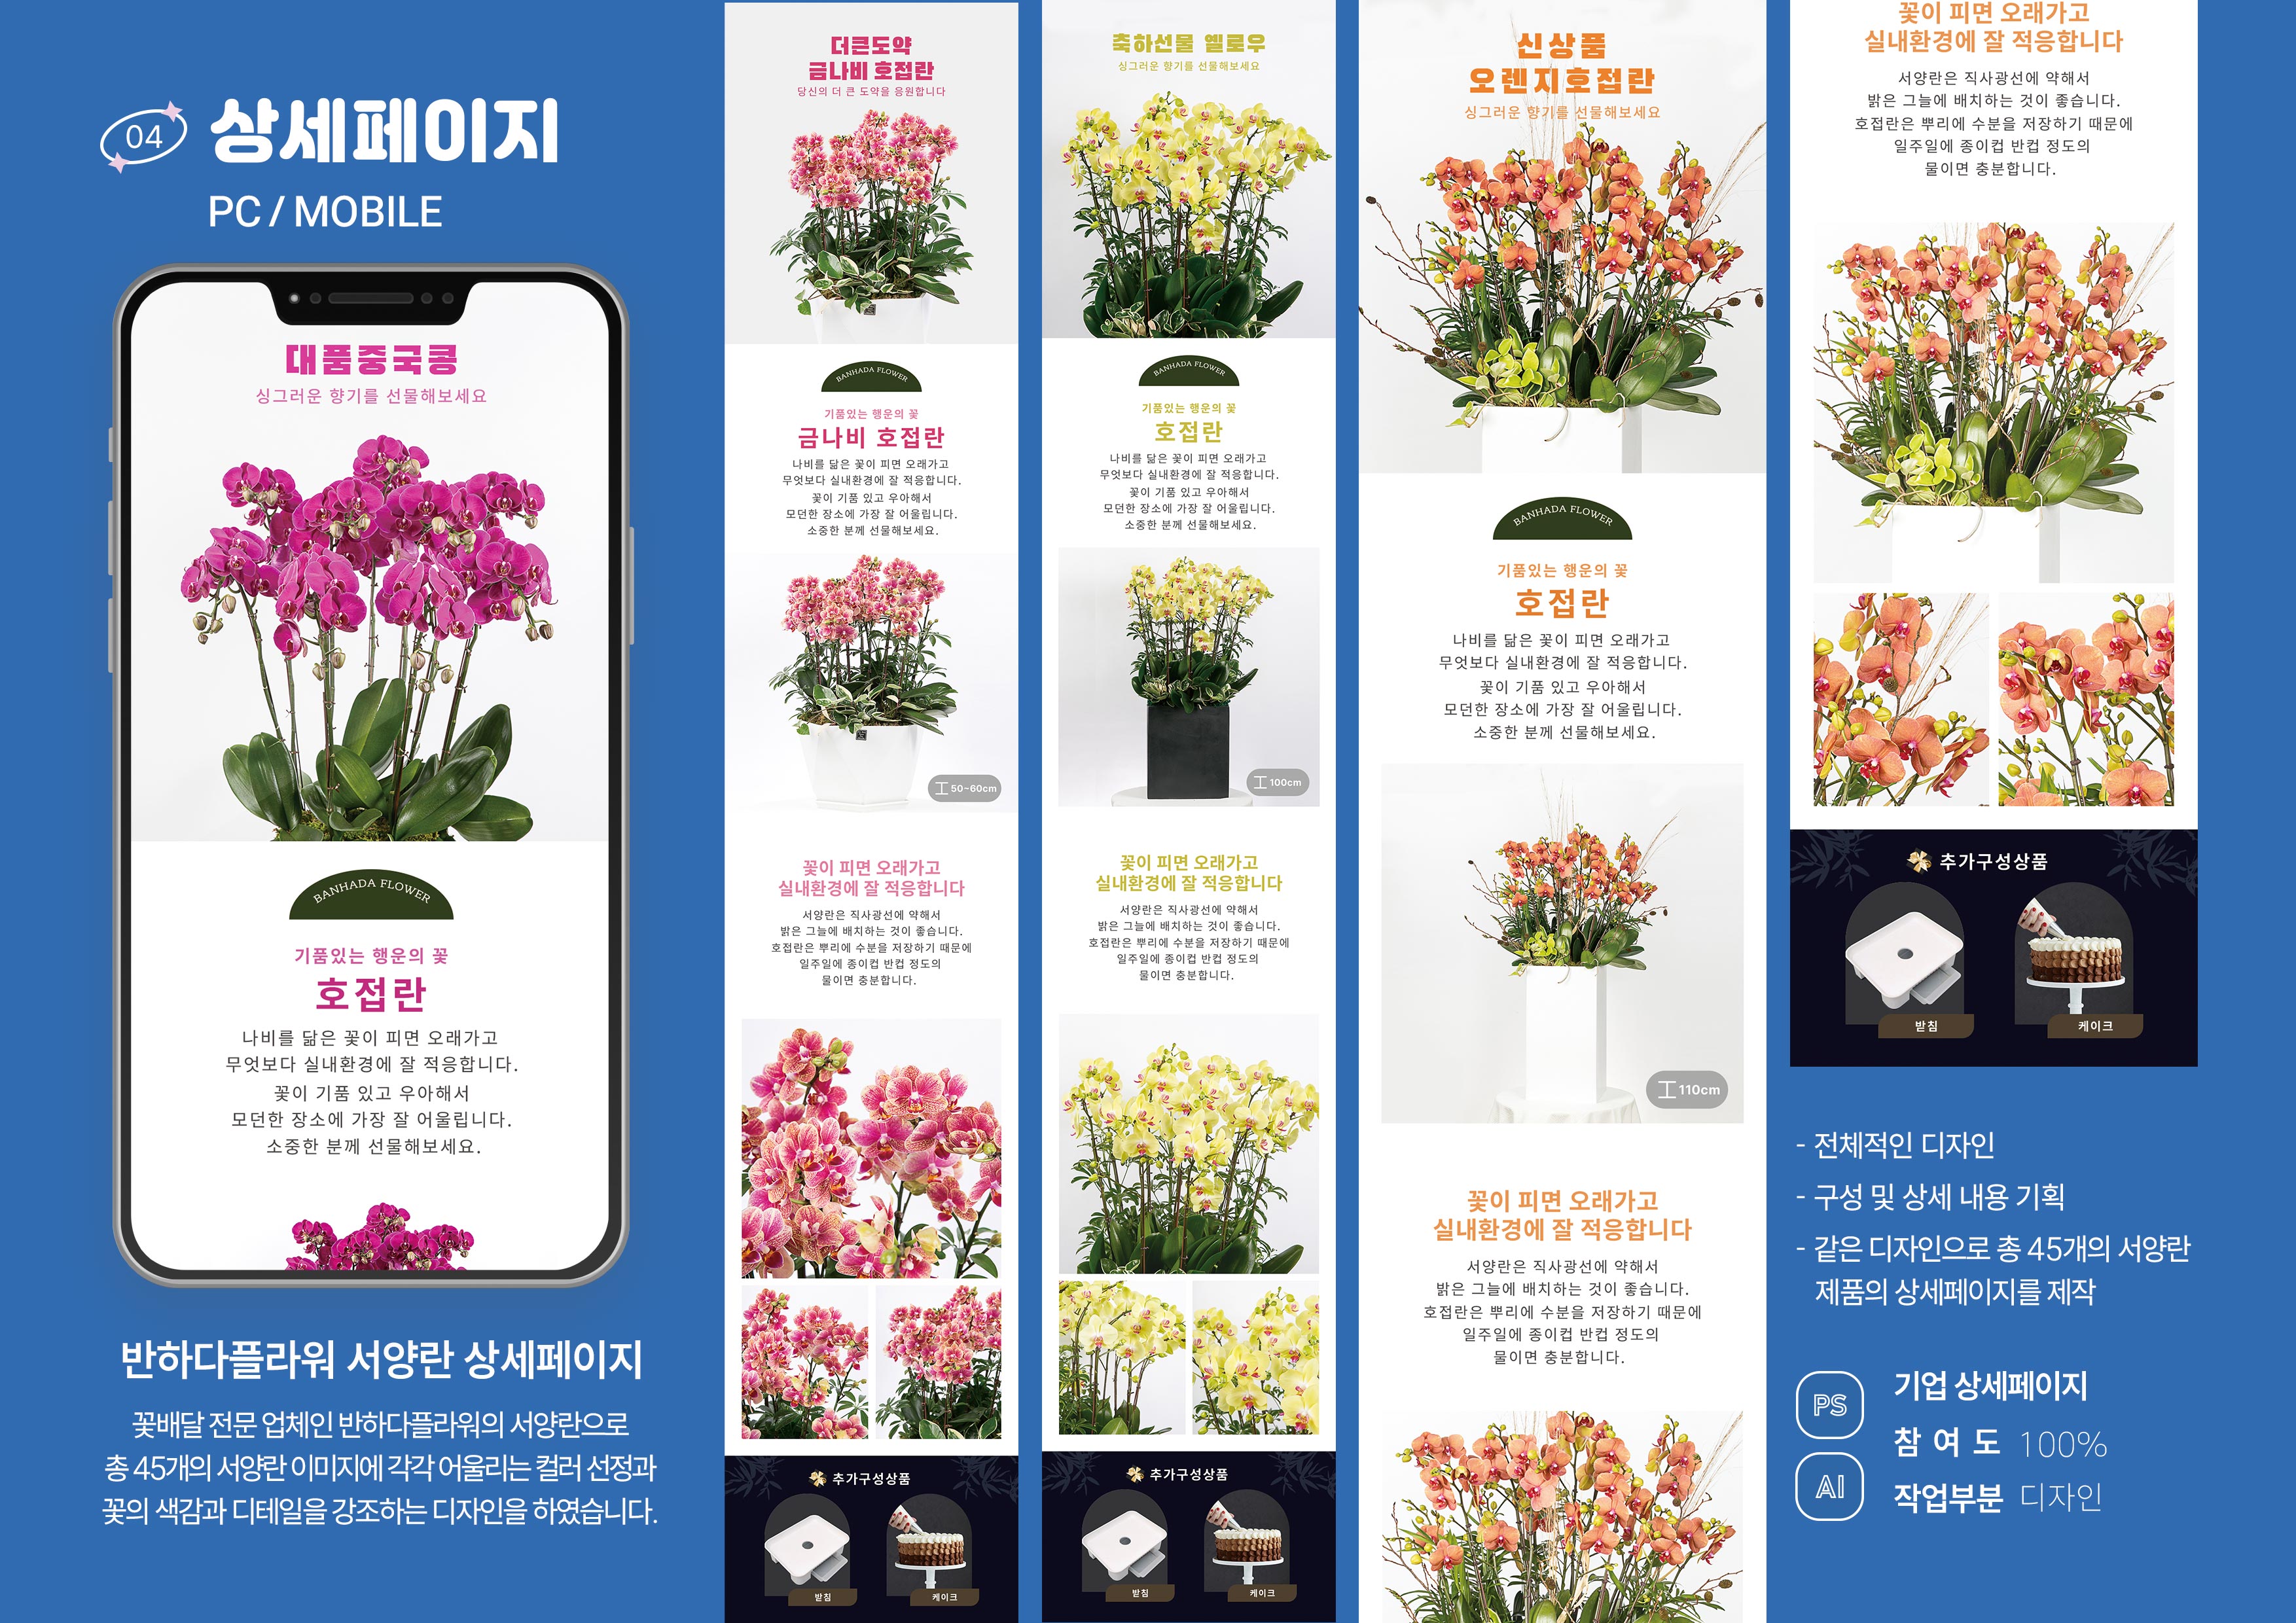 04
상세페이지
PC / MOBILE
대품중국콩
싱그러운 향기를 선물해보세요
BANHADA FLOWER
기품있는 행운의 꽃
호접란
나비를 닮은 꽃이 피면 오래가고
무엇보다 실내환경에 잘 적응합니다.
꽃이 기품 있고 우아해서
모던한 장소에 가장 잘 어울립니다.
소중한 분께 선물해보세요.
반하다플라워 서양란 상세페이지
꽃배달 전문 업체인 반하다플라워의 서양란으로
총 45개의 서양란 이미지에 각각 어울리는 컬러 선정과
꽃의 색감과 디테일을 강조하는 디자인을 하였습니다.
더큰도약
금나비 호접란
당신의 더 큰 도약을 응원합니다
BANHADA FLOWER
기품있는 행운의 꽃
금나비 호접란
나비를 닮은 꽃이 피면 오래가고
무엇보다 실내환경에 잘 적응합니다.
꽃이 기품 있고 우아해서
모던한 장소에 가장 잘 어울립니다.
소중한 분께 선물해보세요.
50~60cm
꽃이 피면 오래가고
실내환경에 잘 적응합니다
서양란은 직사광선에 약해서
밝은 그늘에 배치하는 것이 좋습니다.
호접란은 뿌리에 수분을 저장하기 때문에
일주일에 종이컵 반컵 정도의
물이면 충분합니다.
추가구성상품
받침
케이크
축하선물 옐로우
싱그러운 향기를 선물해보세요
BANHADA FLOWER
기품있는 행운의 꽃
호접란
나비를 닮은 꽃이 피면 오래가고
무엇보다 실내환경에 잘 적응합니다.
꽃이 기품 있고 우아해서
모던한 장소에 가장 잘 어울립니다.
소중한 분께 선물해보세요.
100cm
꽃이 피면 오래가고
실내환경에 잘 적응합니다
서양란은 직사광선에 약해서
밝은 그늘에 배치하는 것이 좋습니다.
호접란은 뿌리에 수분을 저장하기 때문에
일주일에 종이컵 반컵 정도의
물이면 충분합니다.
추가구성상품
받침
케이크
신상품
오렌지호접란
싱그러운 향기를 선물해보세요
BANHADA FLOWER
기품있는 행운의 꽃
호접란
나비를 닮은 꽃이 피면 오래가고
무엇보다 실내환경에 잘 적응합니다.
꽃이 기품 있고 우아해서
모던한 장소에 가장 잘 어울립니다.
소중한 분께 선물해보세요.
110cm
꽃이 피면 오래가고
실내환경에 잘 적응합니다
서양란은 직사광선에 약해서
밝은 그늘에 배치하는 것이 좋습니다.
호접란은 뿌리에 수분을 저장하기 때문에
일주일에 종이컵 반컵 정도의
물이면 충분합니다.
꽃이 피면 오래가고
실내환경에 잘 적응합니다
서양란은 직사광선에 약해서
밝은 그늘에 배치하는 것이 좋습니다.
호접란은 뿌리에 수분을 저장하기 때문에
일주일에 종이컵 반컵 정도의
물이면 충분합니다.
추가구성상품
받침
케이크
- 전체적인 디자인
- 구성 및 상세 내용 기획
- 같은 디자인으로 총 45개의 서양란
제품의 상세페이지를 제작
PS
AI
기업 상세페이지
참 여 도 100%
작업부분 디자인